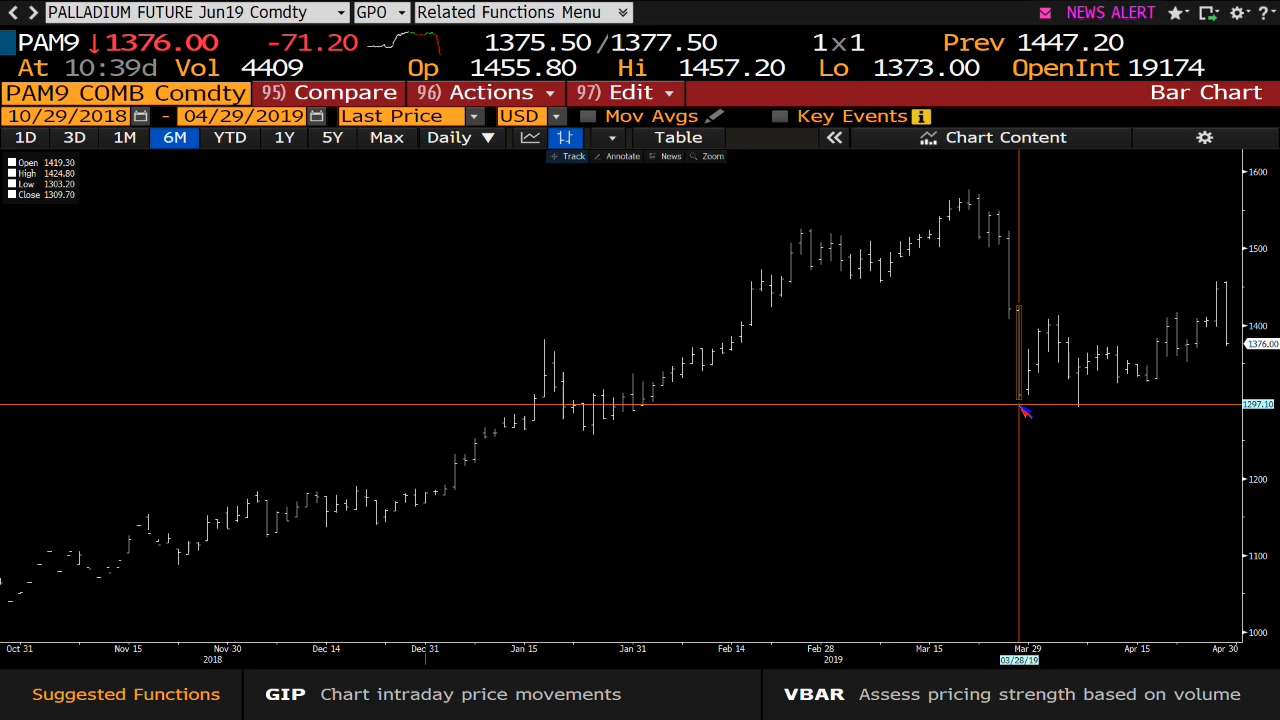 PALLADIUM FUTURE Jun19 Comdty GPO Related Functions Menu NEWS ALERT ?
PAM9 ↓1376.00 -71.20 1375.50/1377.50 1x1 Prev 1447.20
At 10:39d Vol 4409 Op 1455.80 Hi 1457.20 Lo 1373.00 OpenInt 19174
PAM9 COMB Comdty 95) Compare 96) Actions 97) Edit Bar Chart
10/29/2018 - 04/29/2019 Last Price USD Mov Avgs Key Events i
1D 3D 1M 6M YTD 1Y 5Y Max Daily ▼ Table « Chart Content
Track Annotate News Zoom
Open 1419.30
High 1424.80
Low 1303.20
Close 1309.70
1600
1500
1400
1376.00
1297.10
1200
1100
1000
Oct 31 Nov 15 Nov 30 Dec 14 Dec 31 Jan 15 Jan 31 Feb 14 Feb 28 Mar 15 Mar 29 Apr 15 Apr 30
2018 2019 03/28/19
Suggested Functions GIP Chart intraday price movements VBAR Assess pricing strength based on volume